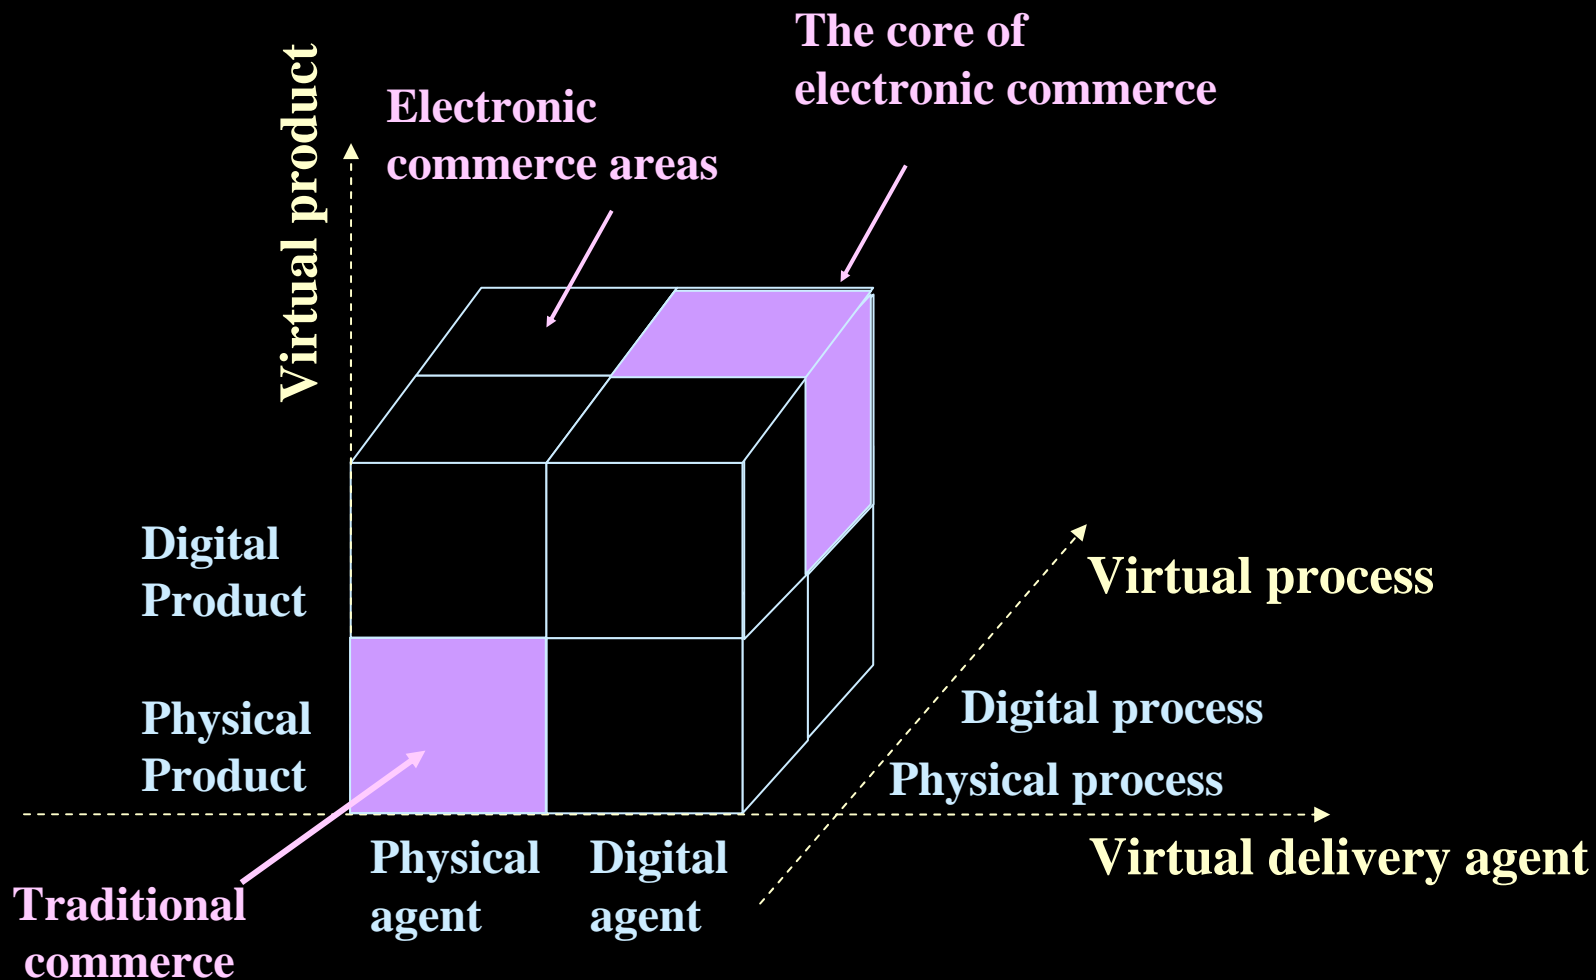 The core of
electronic commerce
Electronic
commerce areas
Virtual product
Digital
Product
Virtual process
Physical
Product
Digital process
Physical process
Virtual delivery agent
Physical
agent
Digital
agent
Traditional
commerce